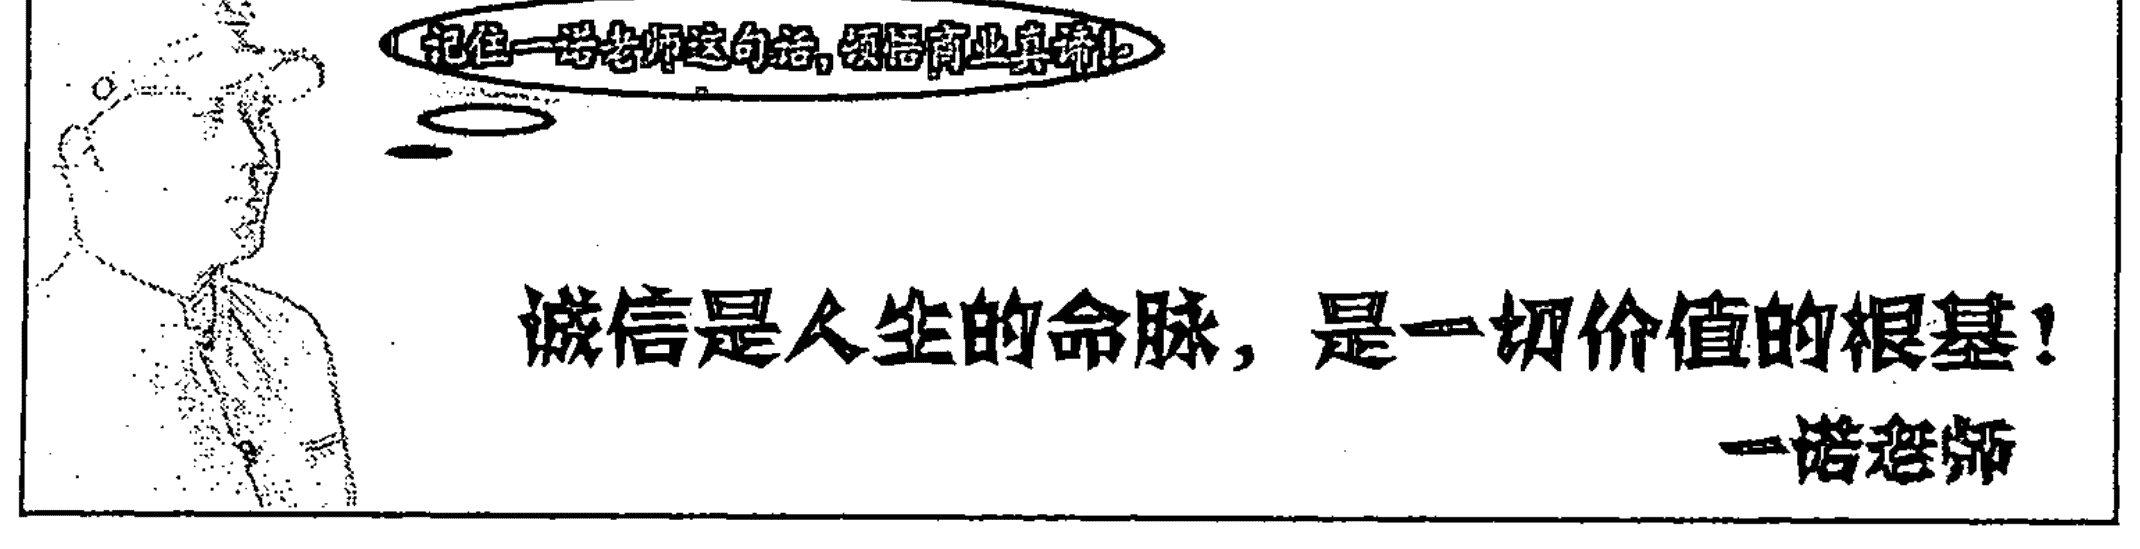 记住一诺老师这句话，领悟商业真谛！。
诚信是人生的命脉，是一切价值的根基！
一诺老师